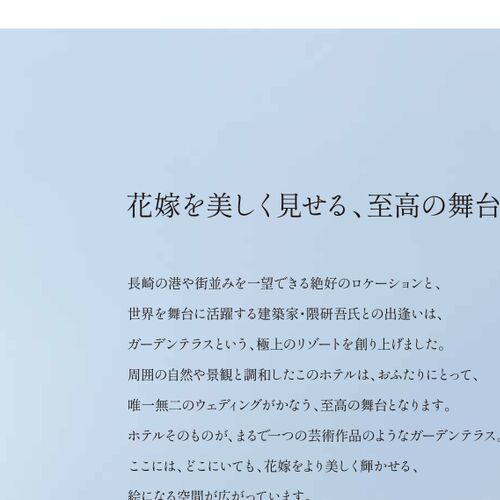 花嫁を美しく見せる、至高の舞台
長崎の港や街並みを一望できる絶好のロケーションと、
世界を舞台に活躍する建築家・隈研吾氏との出逢いは、
ガーデンテラスという、極上のリゾートを創り上げました。
周囲の自然や景観と調和したこのホテルは、おふたりにとって、
唯一無二のウェディングがかなう、至高の舞台となります。
ホテルそのものが、まるで一つの芸術作品のようなガーデンテラス。
ここには、どこにいても、花嫁をより美しく輝かせる、
絵になる空間が広がっています。